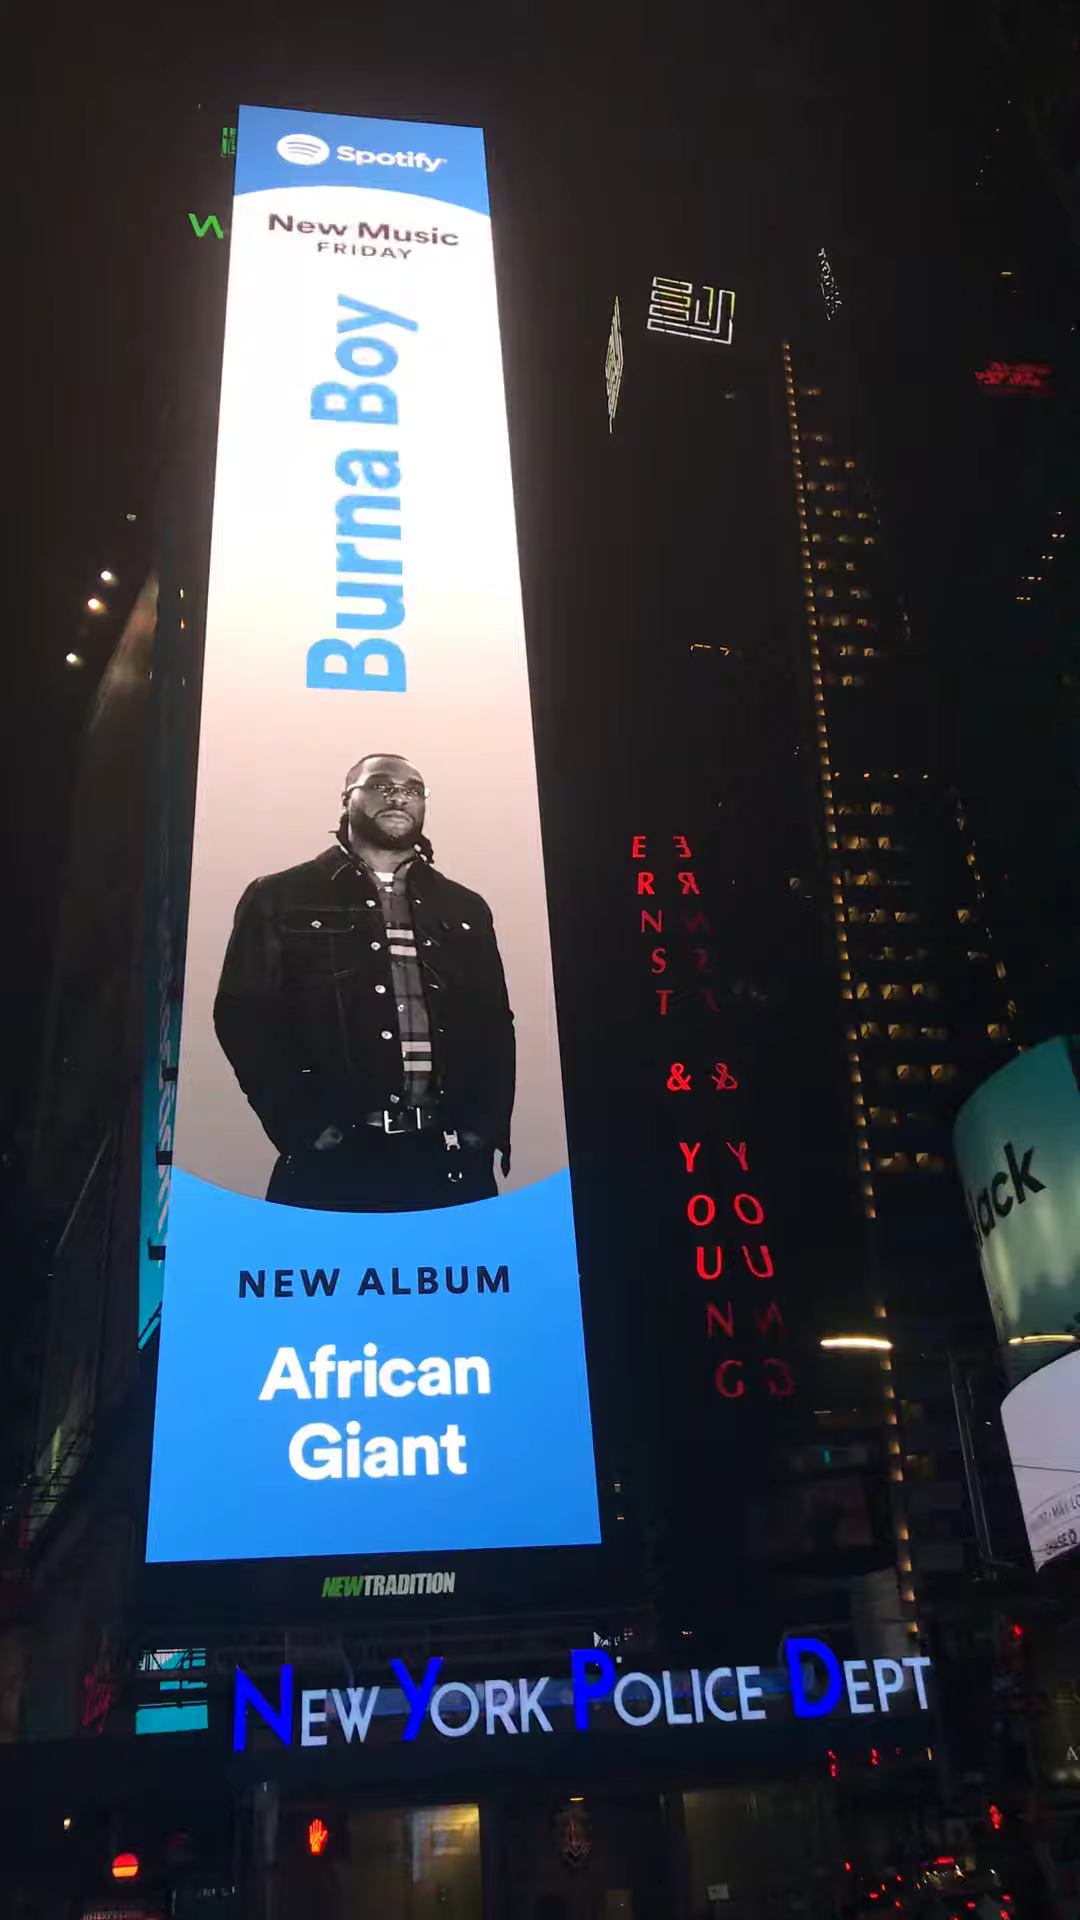 Spotify
New Music
FRIDAY
Burna Boy
NEW ALBUM
African
Giant
NEWTRADITION
NEW YORK POLICE DEPT
W
ERNST
&
YOUNG